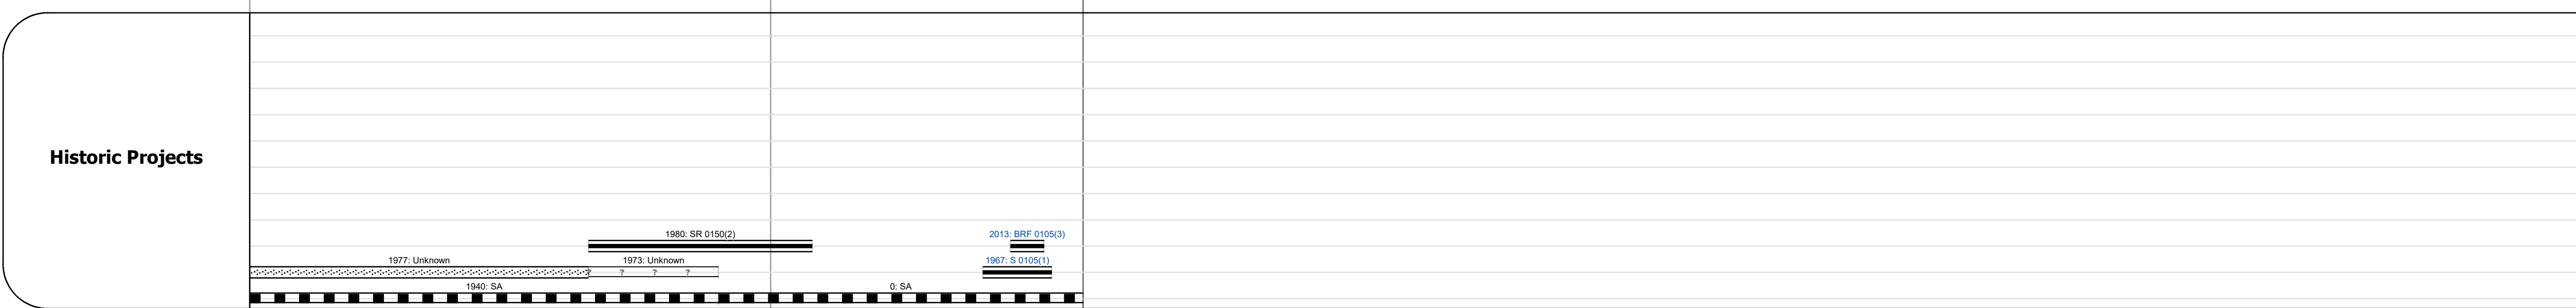 Historic Projects
1980: SR 0150(2)
2013: BRF 0105(3)
1977: Unknown
1973: Unknown
1967: S 0105(1)
? ? ? ?
1940: SA
0: SA